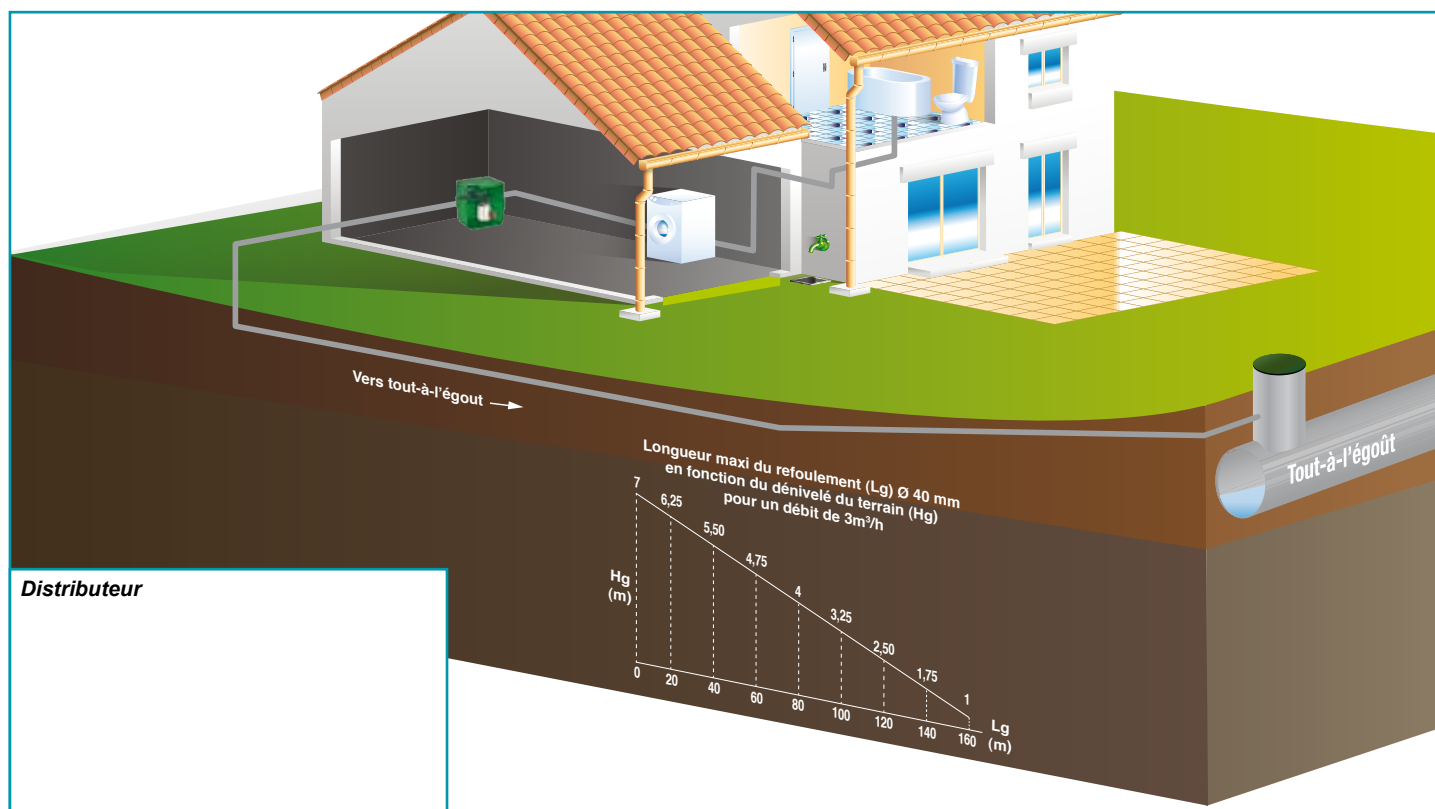 Vers tout-à-l'égout
Tout-à-l'égoût
Longueur maxi du refoulement (Lg) Ø 40 mm
en fonction du dénivelé du terrain (Hg)
pour un débit de 3m³/h
7
6,25
5,50
4,75
4
3,25
2,50
1,75
1
Hg
(m)
0
20
40
60
80
100
120
140
160
Lg
(m)
Distributeur